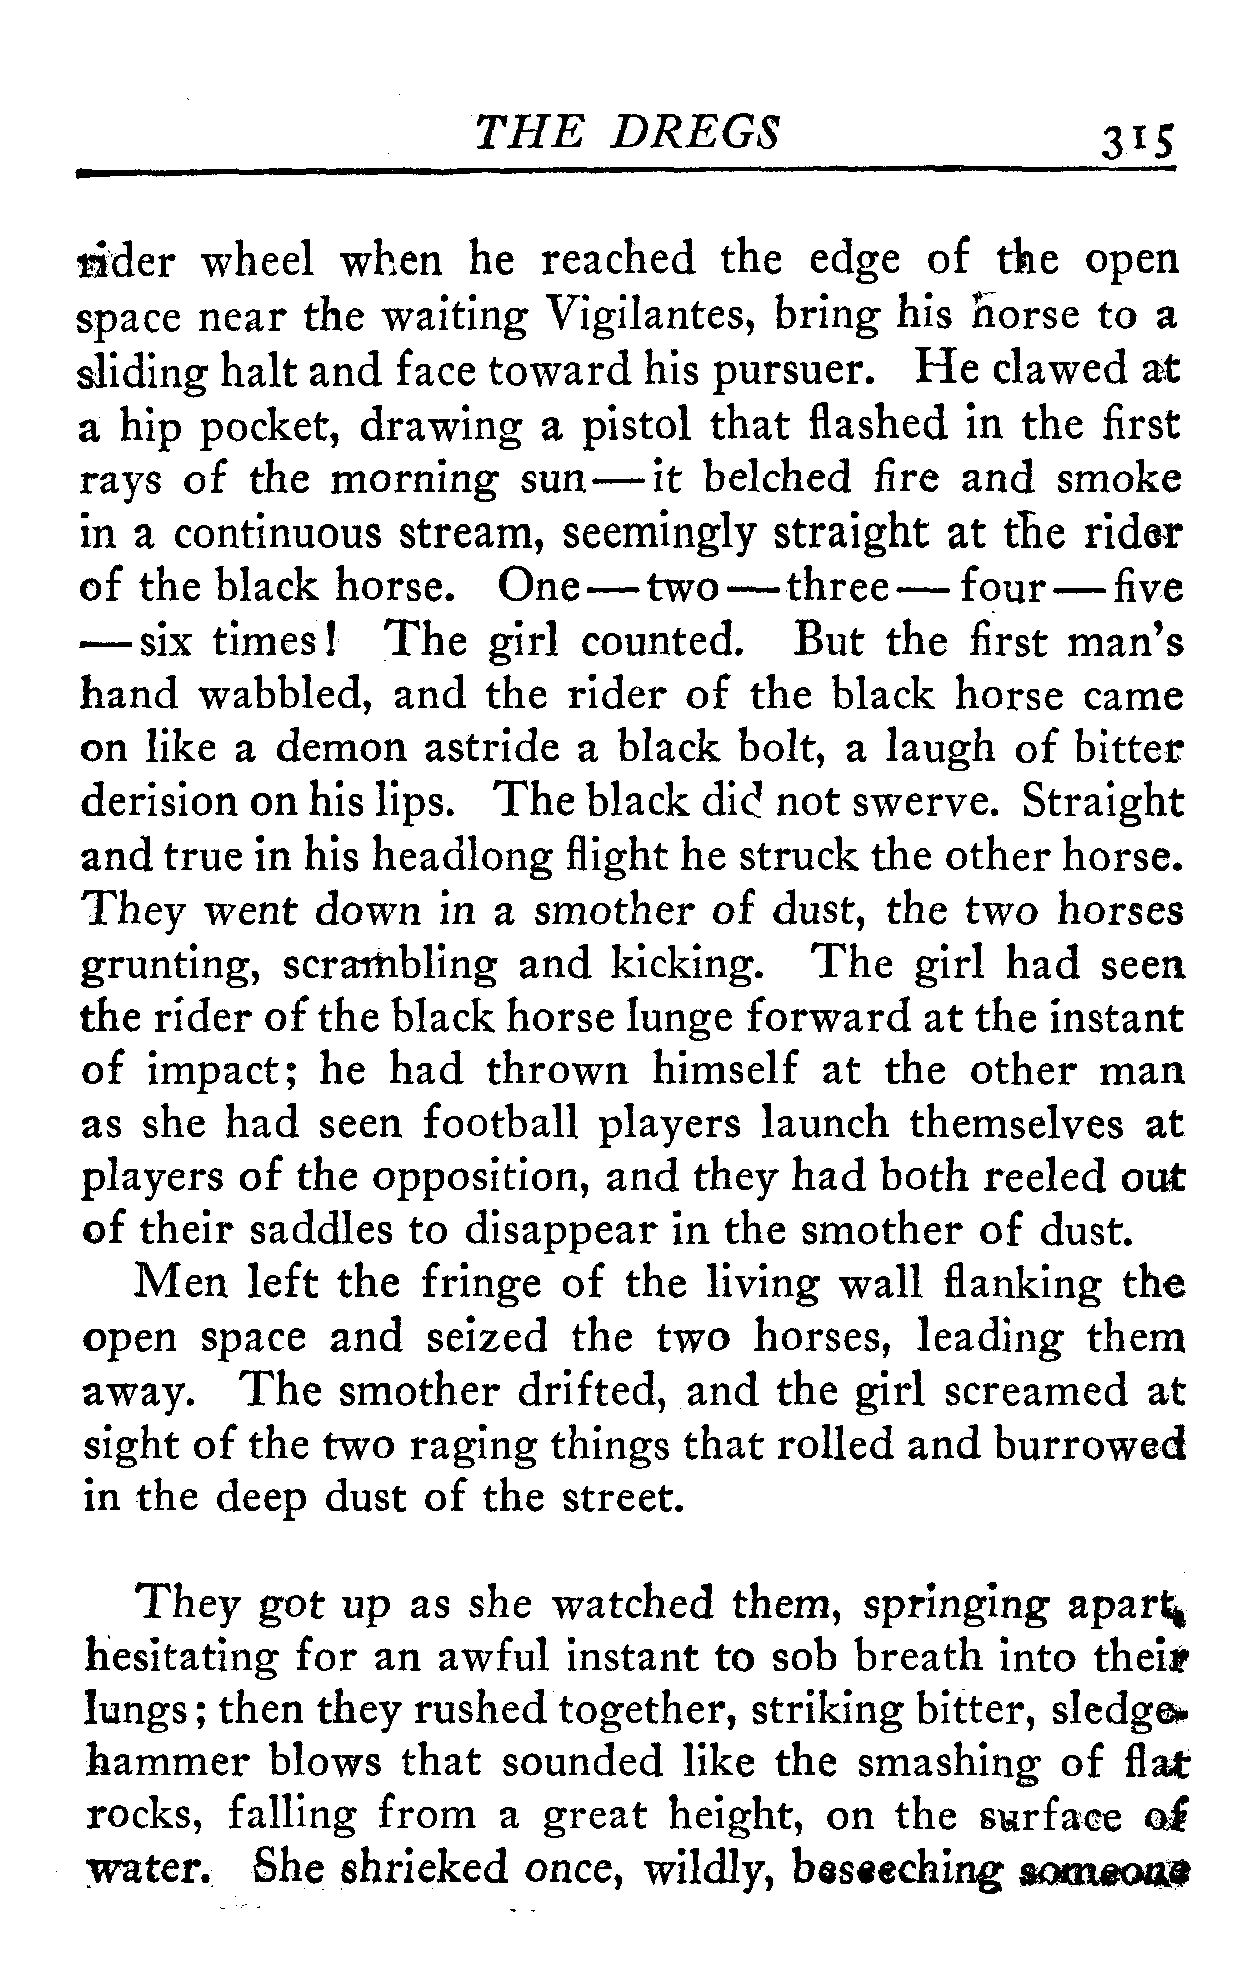 THE DREGS 315
rider wheel when he reached the edge of the open
space near the waiting Vigilantes, bring his horse to a
sliding halt and face toward his pursuer. He clawed at
a hip pocket, drawing a pistol that flashed in the first
rays of the morning sun—it belched fire and smoke
in a continuous stream, seemingly straight at the rider
of the black horse. One—two—three—four—five
—six times! The girl counted. But the first man's
hand wabbled, and the rider of the black horse came
on like a demon astride a black bolt, a laugh of bitter
derision on his lips. The black did not swerve. Straight
and true in his headlong flight he struck the other horse.
They went down in a smother of dust, the two horses
grunting, scrambling and kicking. The girl had seen
the rider of the black horse lunge forward at the instant
of impact; he had thrown himself at the other man
as she had seen football players launch themselves at
players of the opposition, and they had both reeled out
of their saddles to disappear in the smother of dust.
Men left the fringe of the living wall flanking the
open space and seized the two horses, leading them
away. The smother drifted, and the girl screamed at
sight of the two raging things that rolled and burrowed
in the deep dust of the street.
They got up as she watched them, springing apart,
hesitating for an awful instant to sob breath into their
lungs; then they rushed together, striking bitter, sledge-
hammer blows that sounded like the smashing of flat
rocks, falling from a great height, on the surface of
water. She shrieked once, wildly, beseeching someone